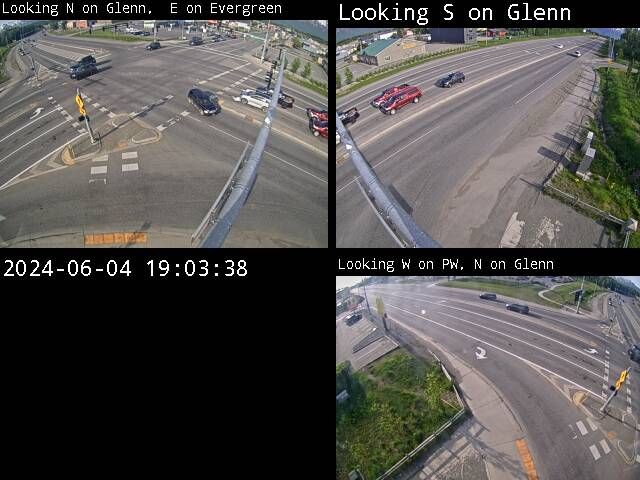 Looking N on Glenn,  E on Evergreen
Looking S on Glenn
2024-06-04 19:03:38
Looking W on PW, N on Glenn